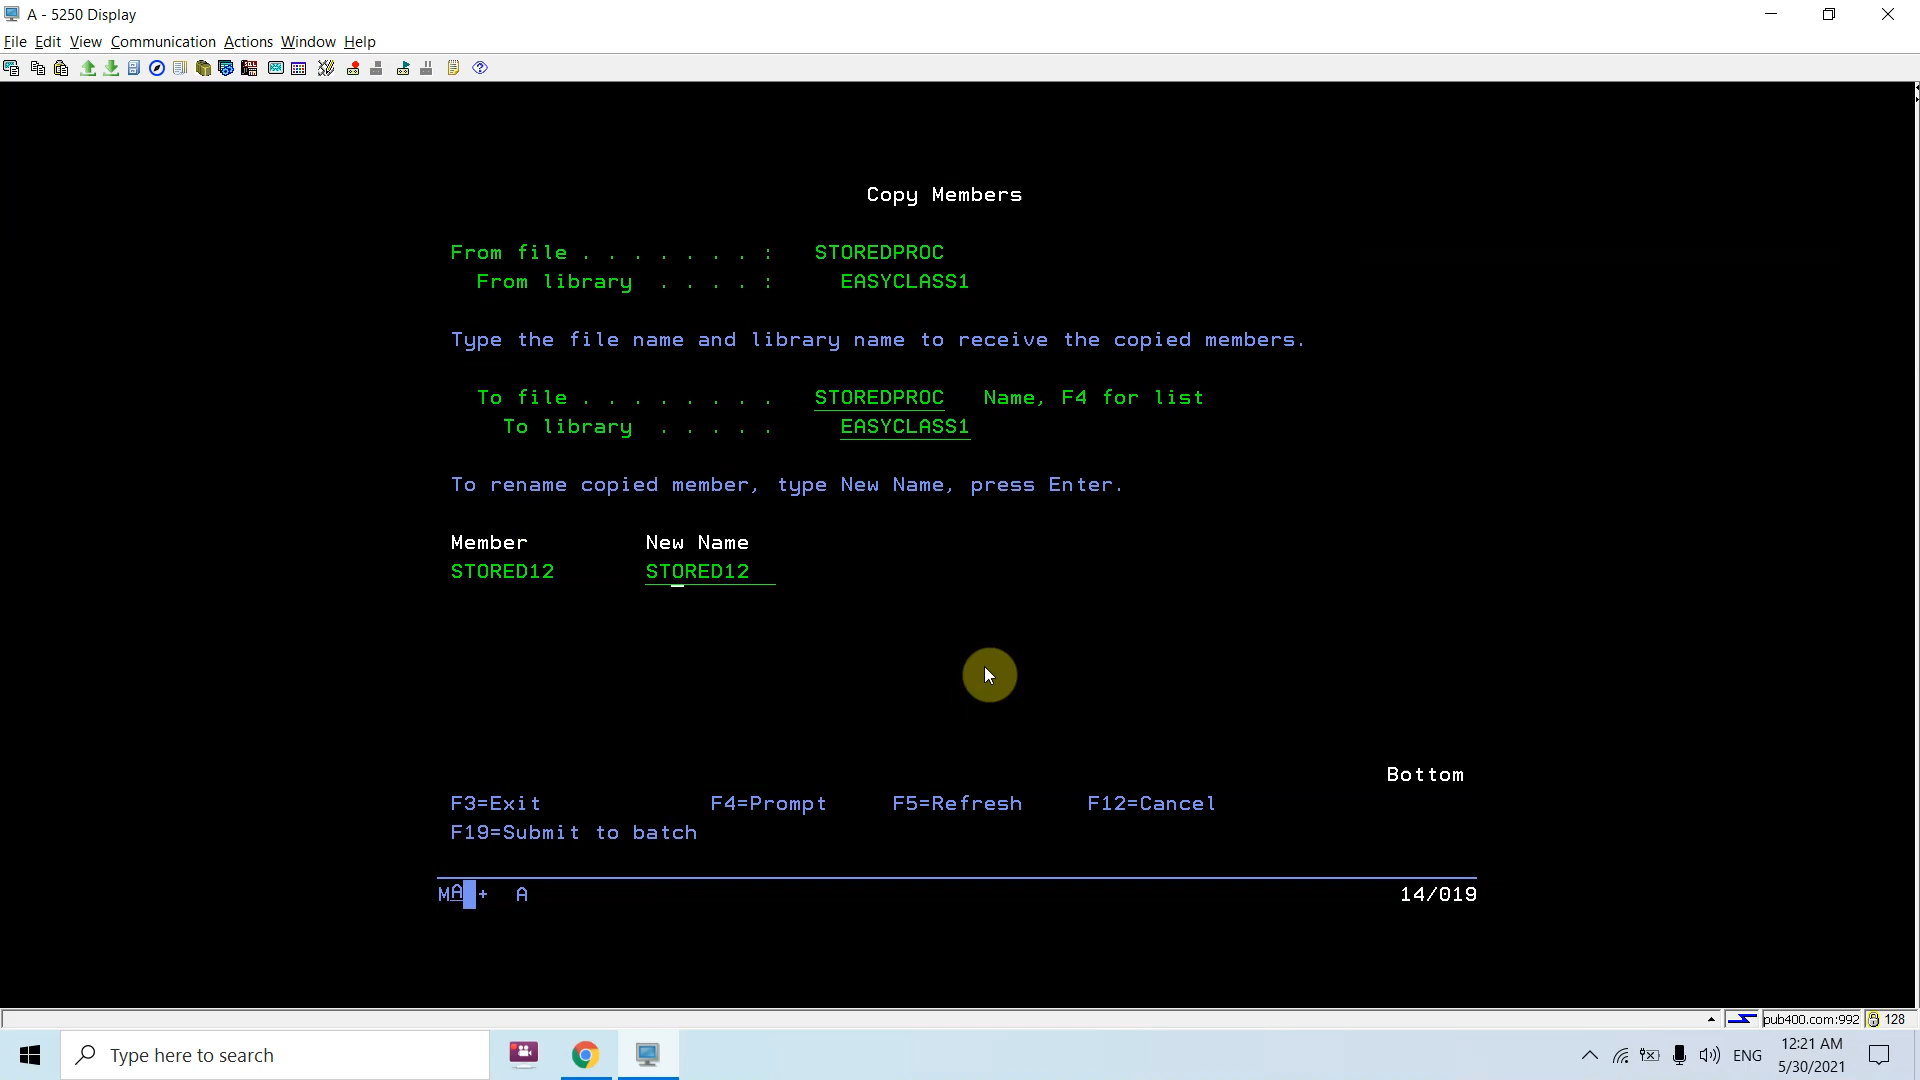 A - 5250 Display
File Edit View Communication Actions Window Help
Copy Members
From file . . . . . . . : STOREDPROC
From library . . . . : EASYCLASS1
Type the file name and library name to receive the copied members.
To file . . . . . . . . STOREDPROC Name, F4 for list
To library . . . . . EASYCLASS1
To rename copied member, type New Name, press Enter.
Member New Name
STORED12 STORED12
Bottom
F3=Exit F4=Prompt F5=Refresh F12=Cancel
F19=Submit to batch
MA + A 14/019
pub400.com:992 128
Type here to search ENG 12:21 AM
5/30/2021